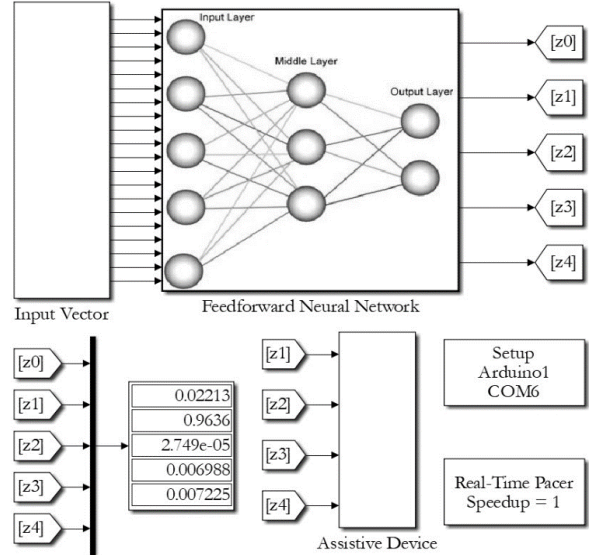 Input Layer
Middle Layer
Output Layer
[z0]
[z1]
[z2]
[z3]
[z4]
Input Vector
Feedforward Neural Network
[z0]
[z1]
[z2]
[z3]
[z4]
0.02213
0.9636
2.749e-05
0.006988
0.007225
[z1]
[z2]
[z3]
[z4]
Assistive Device
Setup
Arduino1
COM6
Real-Time Pacer
Speedup = 1